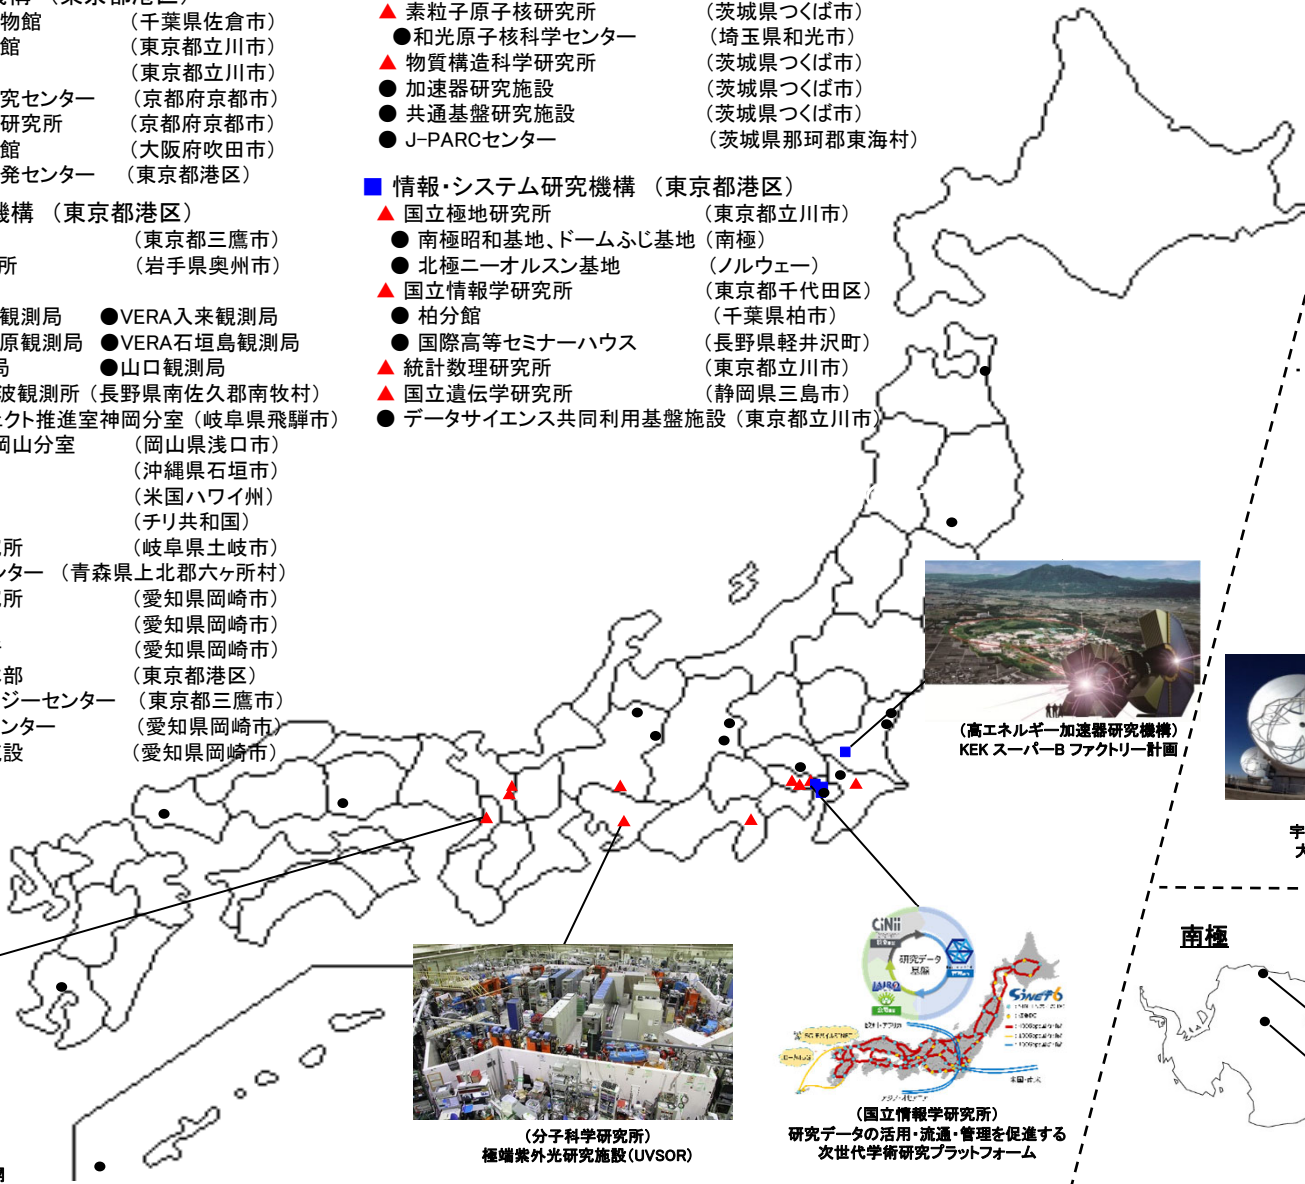 機構 (東京都港区)
物館 (千葉県佐倉市)
館 (東京都立川市)
(東京都立川市)
究センター (京都府京都市)
研究所 (京都府京都市)
館 (大阪府吹田市)
発センター (東京都港区)
機構 (東京都港区)
(東京都三鷹市)
所 (岩手県奥州市)
観測局 ●VERA入来観測局
原観測局 ●VERA石垣島観測局
局 ●山口観測局
波観測所 (長野県南佐久郡南牧村)
ェクト推進室神岡分室 (岐阜県飛騨市)
岡山分室 (岡山県浅口市)
(沖縄県石垣市)
(米国ハワイ州)
(チリ共和国)
究所 (岐阜県土岐市)
ンター (青森県上北郡六ヶ所村)
究所 (愛知県岡崎市)
(愛知県岡崎市)
(愛知県岡崎市)
本部 (東京都港区)
ジーセンター (東京都三鷹市)
センター (愛知県岡崎市)
施設 (愛知県岡崎市)
▲ 素粒子原子核研究所 (茨城県つくば市)
●和光原子核科学センター (埼玉県和光市)
▲ 物質構造科学研究所 (茨城県つくば市)
● 加速器研究施設 (茨城県つくば市)
● 共通基盤研究施設 (茨城県つくば市)
● J-PARCセンター (茨城県那珂郡東海村)
■ 情報・システム研究機構 (東京都港区)
▲ 国立極地研究所 (東京都立川市)
● 南極昭和基地、ドームふじ基地 (南極)
● 北極ニーオルスン基地 (ノルウェー)
▲ 国立情報学研究所 (東京都千代田区)
● 柏分館 (千葉県柏市)
● 国際高等セミナーハウス (長野県軽井沢町)
▲ 統計数理研究所 (東京都立川市)
▲ 国立遺伝学研究所 (静岡県三島市)
● データサイエンス共同利用基盤施設 (東京都立川市)
(高エネルギー加速器研究機構)
KEK スーパーB ファクトリー計画
宇
大
南極
CiNii
研究データ
基盤
SINET6
(分子科学研究所)
極端紫外光研究施設(UVSOR)
(国立情報学研究所)
研究データの活用・流通・管理を促進する
次世代学術研究プラットフォーム